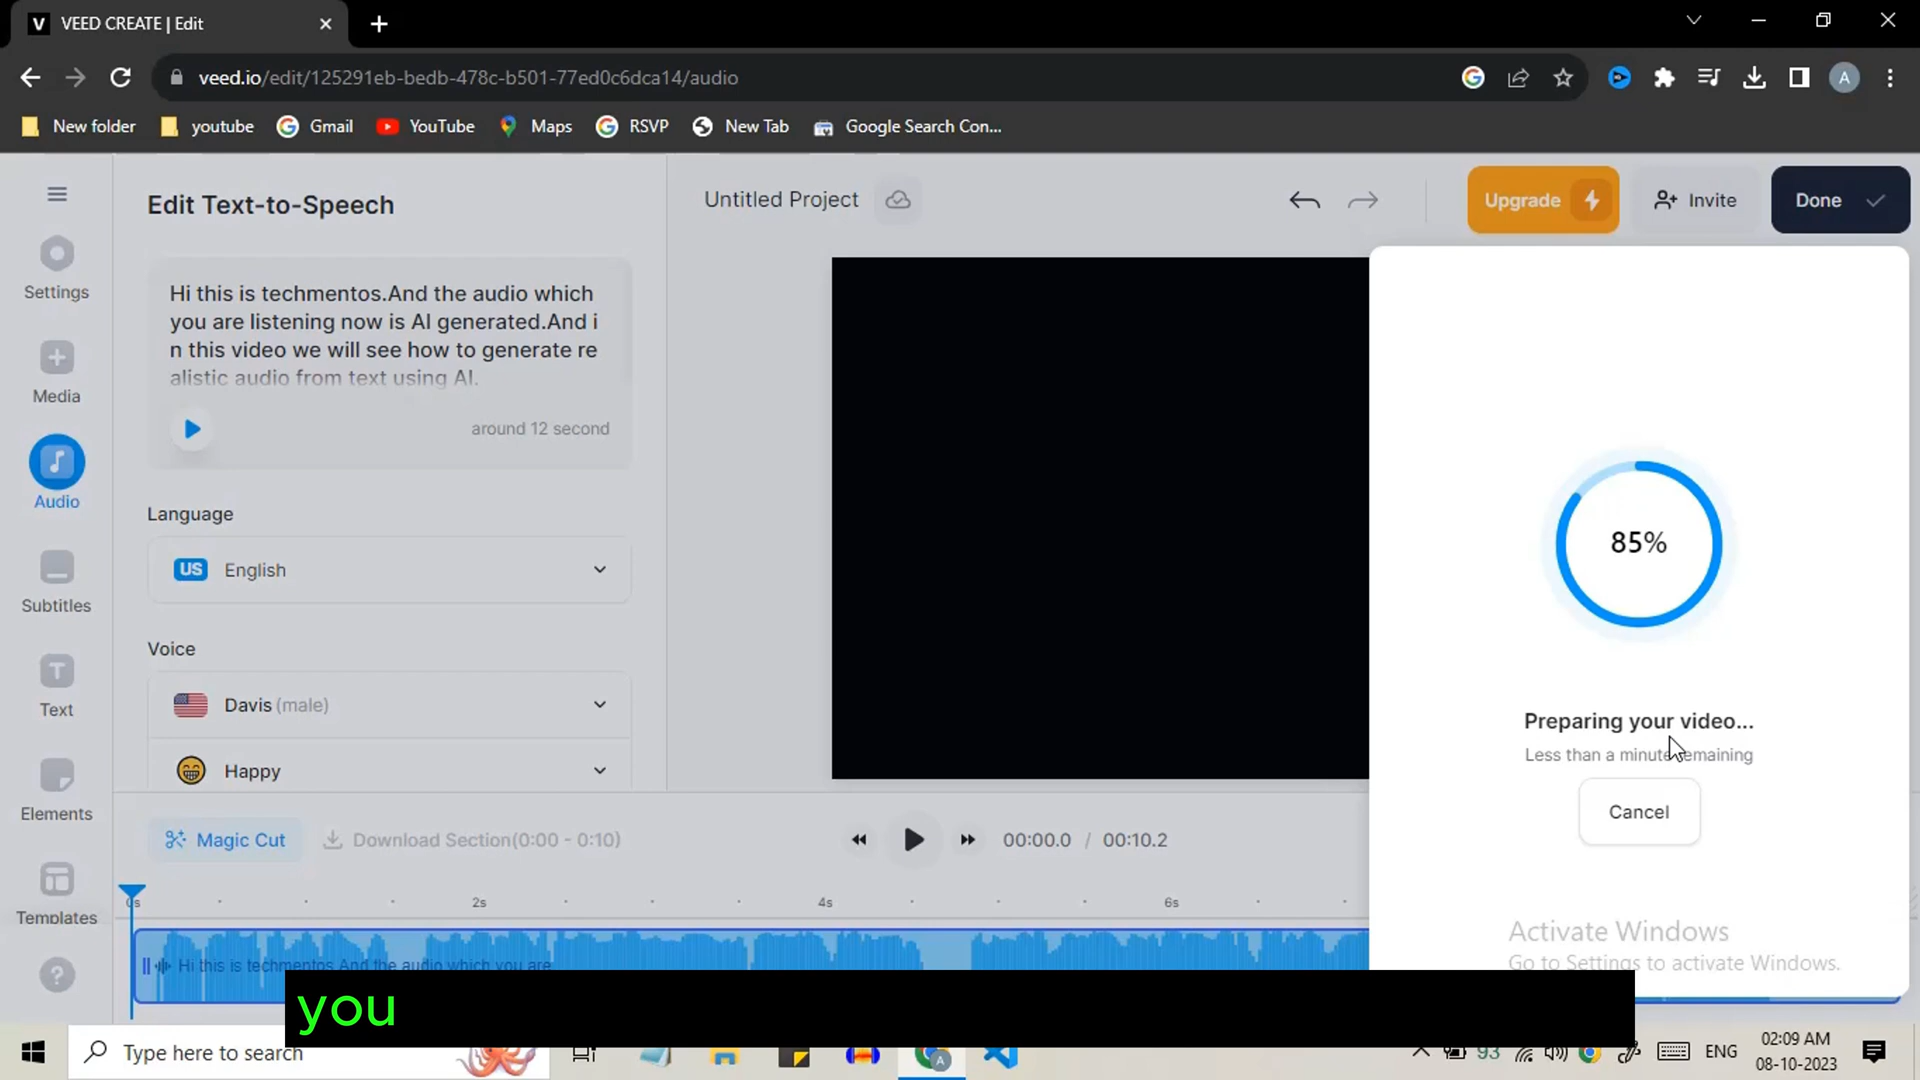 V VEED CREATE | Edit
veed.io/edit/125291eb-bedb-478c-b501-77ed0c6dca14/audio
A
New folder youtube Gmail YouTube Maps RSVP New Tab Google Search Con...
Edit Text-to-Speech
Untitled Project
Upgrade
Invite
Done
Hi this is techmentos.And the audio which
you are listening now is AI generated.And i
n this video we will see how to generate re
alistic audio from text using AI.
around 12 second
Settings
Media
Audio
Subtitles
Text
Elements
Templates
Language
US English
Voice
Davis (male)
Happy
85%
Preparing your video...
Less than a minute remaining
Cancel
Magic Cut
Download Section(0:00 - 0:10)
00:00.0 / 00:10.2
0s 2s 4s 6s
Hi this is techmentos And the audio which you are
Activate Windows
Go to Settings to activate Windows.
you
Type here to search
A
93
ENG
02:09 AM
08-10-2023